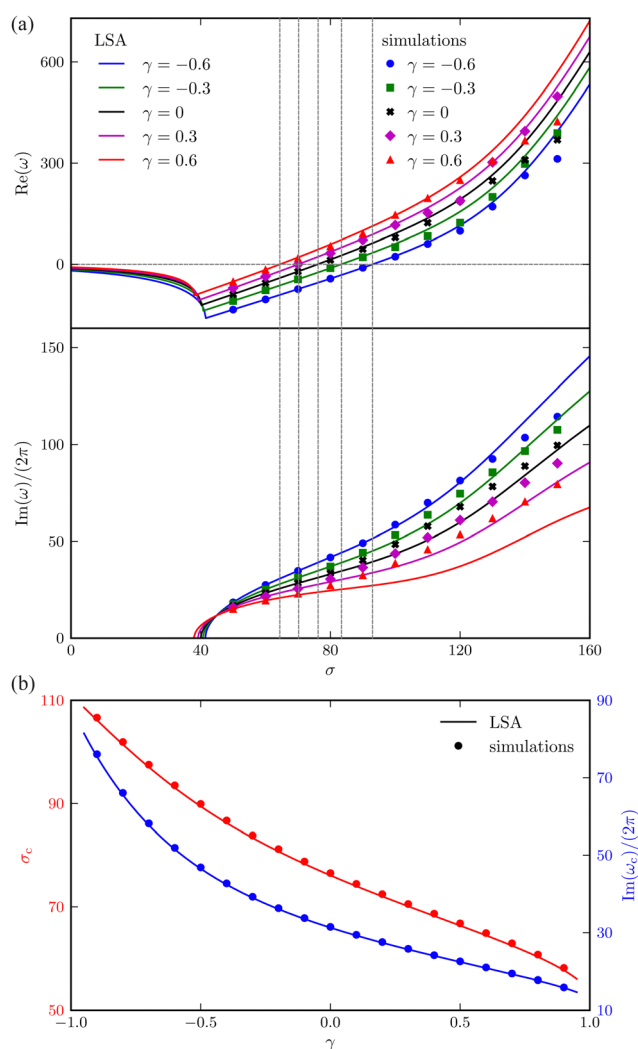 (a)
LSA
γ = −0.6
γ = −0.3
γ = 0
γ = 0.3
γ = 0.6
simulations
γ = −0.6
γ = −0.3
γ = 0
γ = 0.3
γ = 0.6
Re(ω)
600
300
0
Im(ω)/(2π)
150
100
50
0
0 40 80 120 160
σ
(b)
LSA
simulations
σc
110
90
70
50
Im(ωc)/(2π)
90
70
50
30
10
−1.0 −0.5 0.0 0.5 1.0
γ